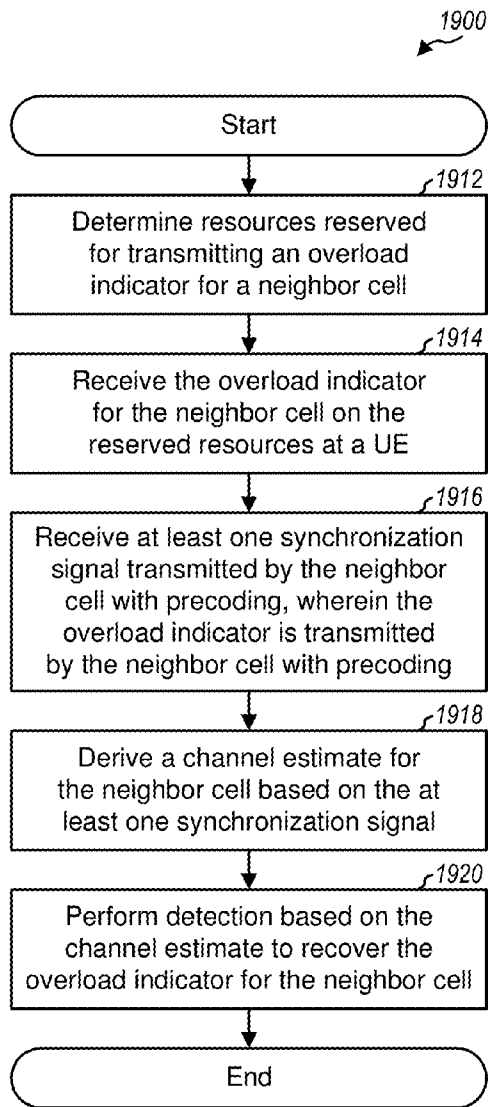 1900
Start
1912
Determine resources reserved
for transmitting an overload
indicator for a neighbor cell
1914
Receive the overload indicator
for the neighbor cell on the
reserved resources at a UE
1916
Receive at least one synchronization
signal transmitted by the neighbor
cell with precoding, wherein the
overload indicator is transmitted
by the neighbor cell with precoding
1918
Derive a channel estimate for
the neighbor cell based on the at
least one synchronization signal
1920
Perform detection based on the
channel estimate to recover the
overload indicator for the neighbor cell
End